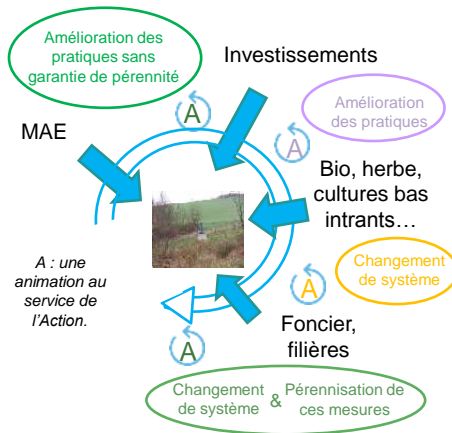 Amélioration des
pratiques sans
garantie de pérennité
Investissements
A
MAE
A
Amélioration
des pratiques
Bio, herbe,
cultures bas
intrants…
A : une
animation au
service de
l'Action.
Changement
de système
A
Foncier,
filières
A
Changement
de système
&
Pérennisation de
ces mesures